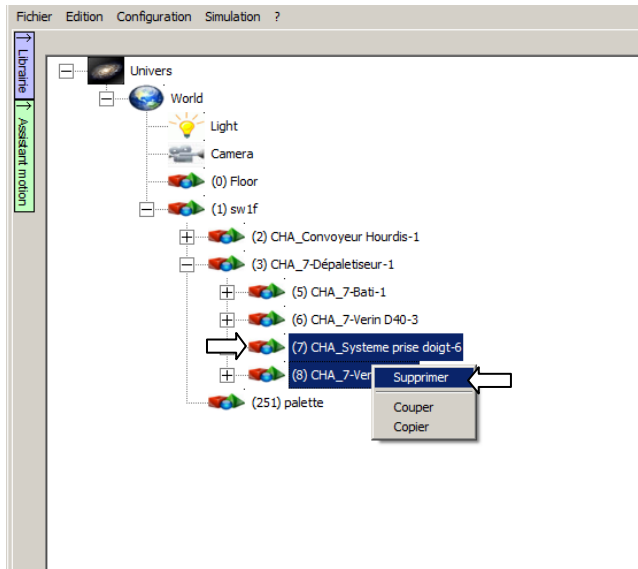 Fichier Edition Configuration Simulation ?
↑ Librairie
↑ Assistant motion
Univers
World
Light
Camera
(0) Floor
(1) sw1f
(2) CHA_Convoyeur Hourdis-1
(3) CHA_7-Dépaletiseur-1
(5) CHA_7-Bati-1
(6) CHA_7-Verin D40-3
(7) CHA_Systeme prise doigt-6
(8) CHA_7-Ver
Supprimer
(251) palette
Couper
Copier